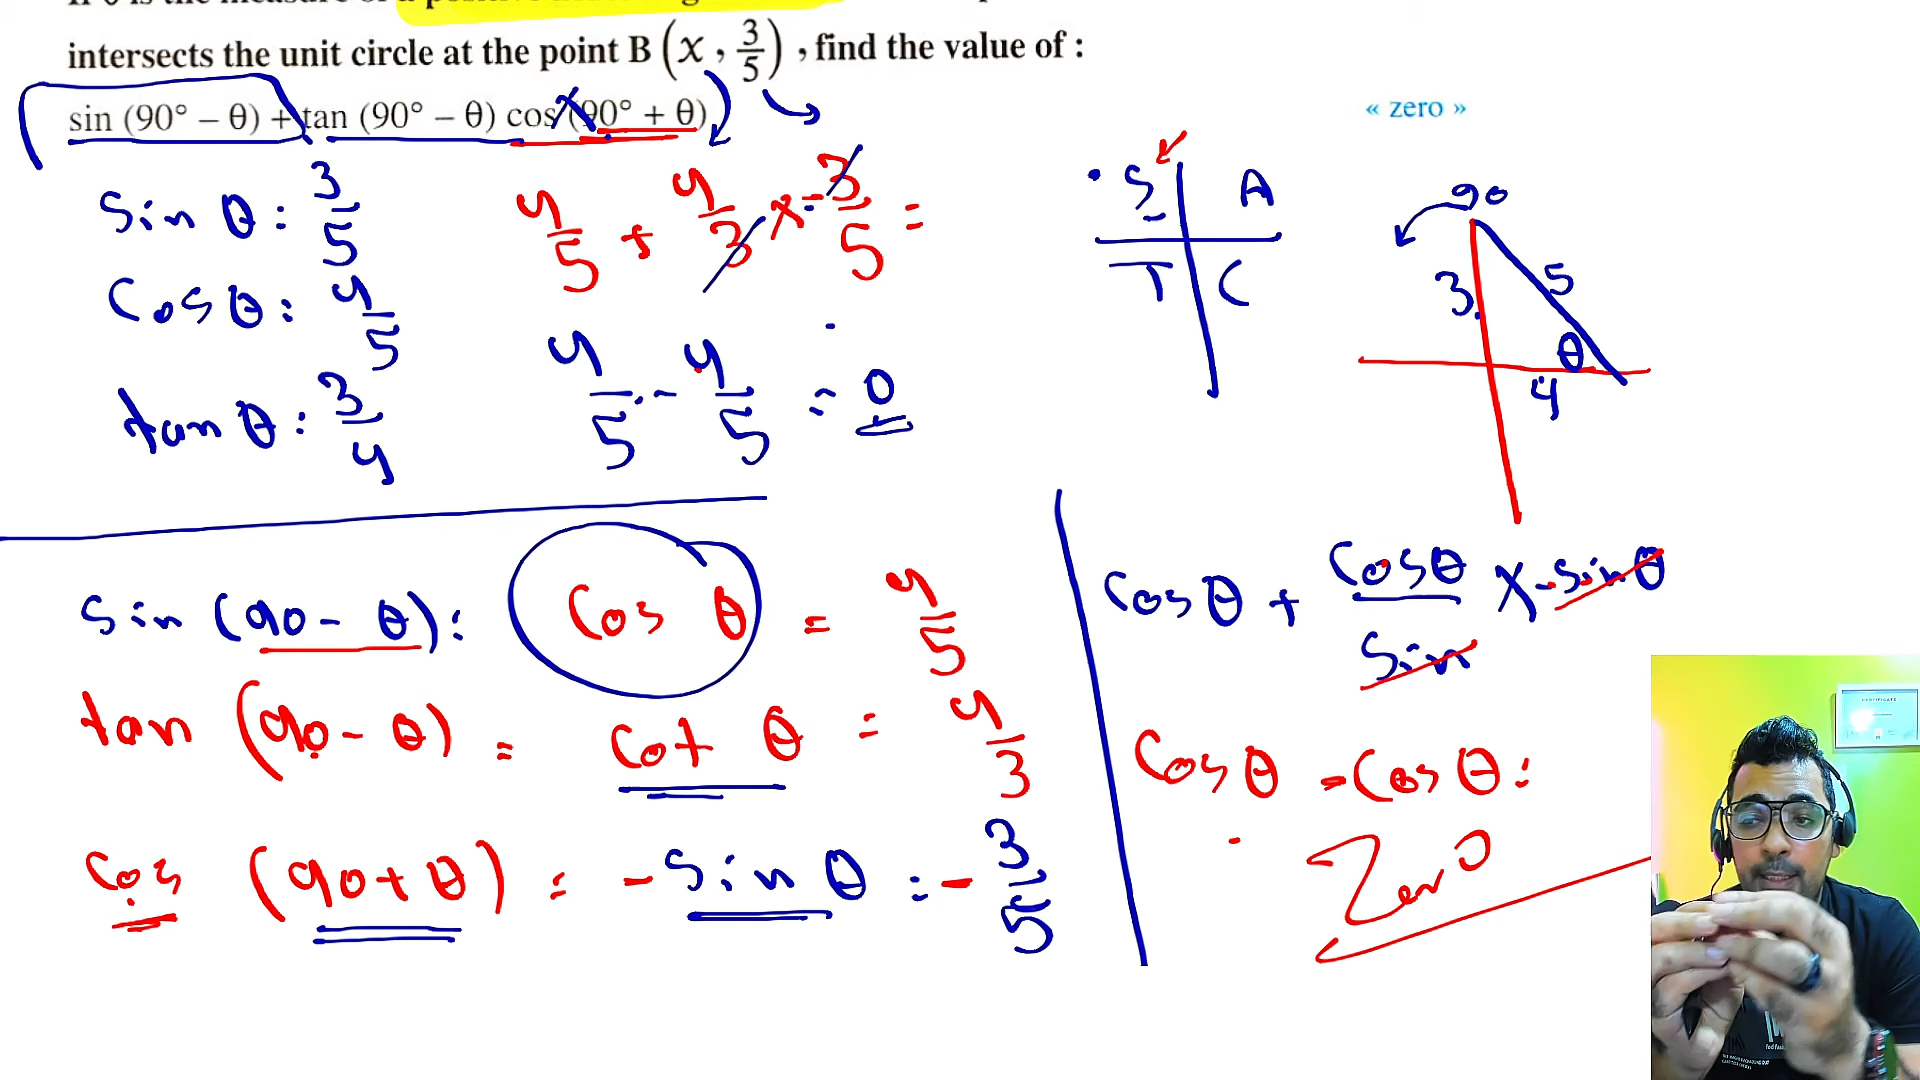 intersects the unit circle at the point B (x , 3/5) , find the value of :
sin (90° – θ) + tan (90° – θ) cos (90° + θ)
« zero »
sin θ : 3/5
cos θ : 4/5
tan θ : 3/4
4/5 + 4/3 x - 3/5 =
4/5 - 4/5 = 0
S A
T C
90
3
5
θ
4
sin (90 - θ) : cos θ = 4/5
tan (90 - θ) = cot θ = 4/3
cos (90 + θ) = - sin θ := - 3/5
cos θ + cos θ / sin x - sin θ
cos θ - cos θ :
Zero
CERTIFICATE